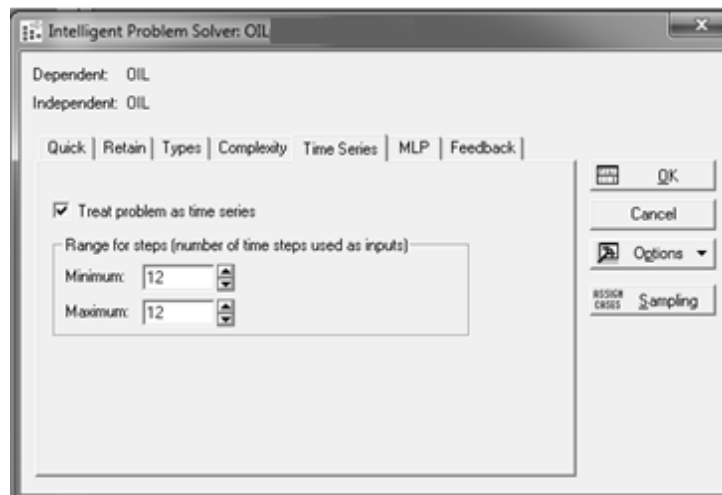 Intelligent Problem Solver: OIL
Dependent: OIL
Independent: OIL
Quick | Retain | Types | Complexity | Time Series | MLP | Feedback
Treat problem as time series
Range for steps (number of time steps used as inputs)
Minimum: 12
Maximum: 12
OK
Cancel
Options
ASSIGN CASES Sampling